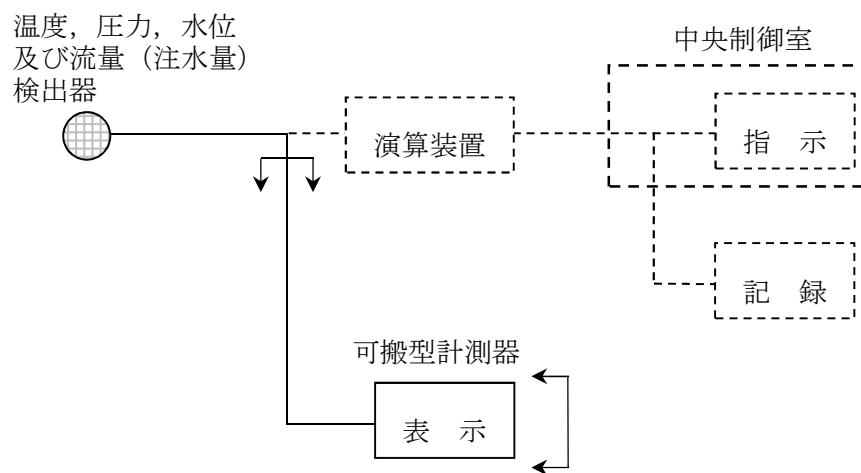 温度，圧力，水位
及び流量（注水量）
検出器
中央制御室
演算装置
指　示
記　録
可搬型計測器
表　示